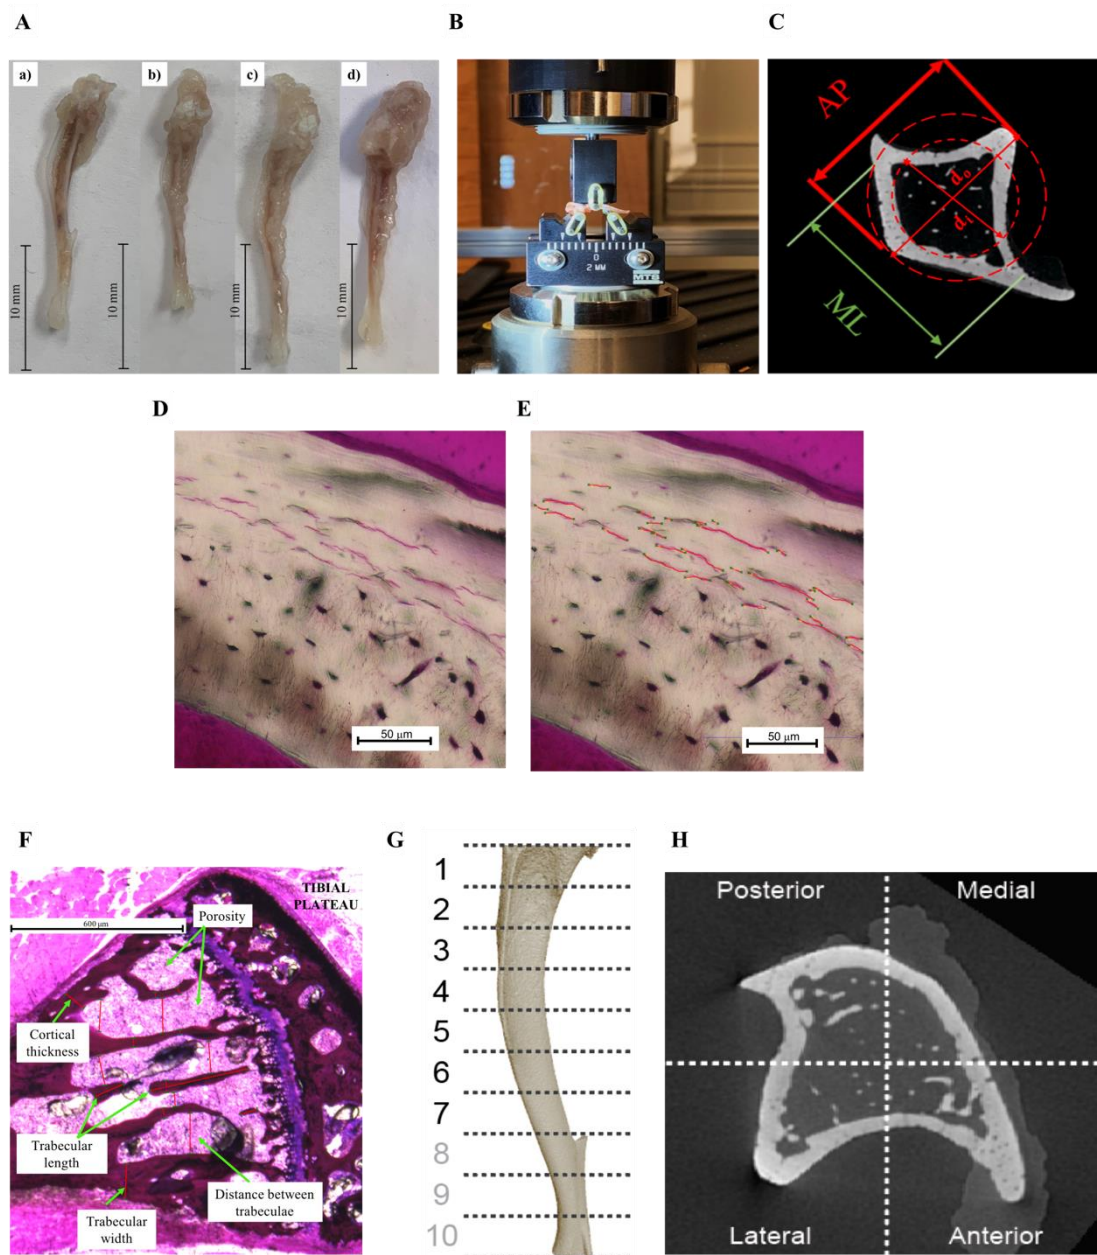 A
B
C
a)
b)
c)
d)
10 mm
10 mm
10 mm
10 mm
0
2 MM
MTS
AP
ML
do
di
D
E
50 µm
50 µm
F
G
H
TIBIAL
PLATEAU
600 µm
Porosity
Cortical
thickness
Trabecular
length
Trabecular
width
Distance between
trabeculae
1
2
3
4
5
6
7
8
9
10
Posterior
Medial
Lateral
Anterior